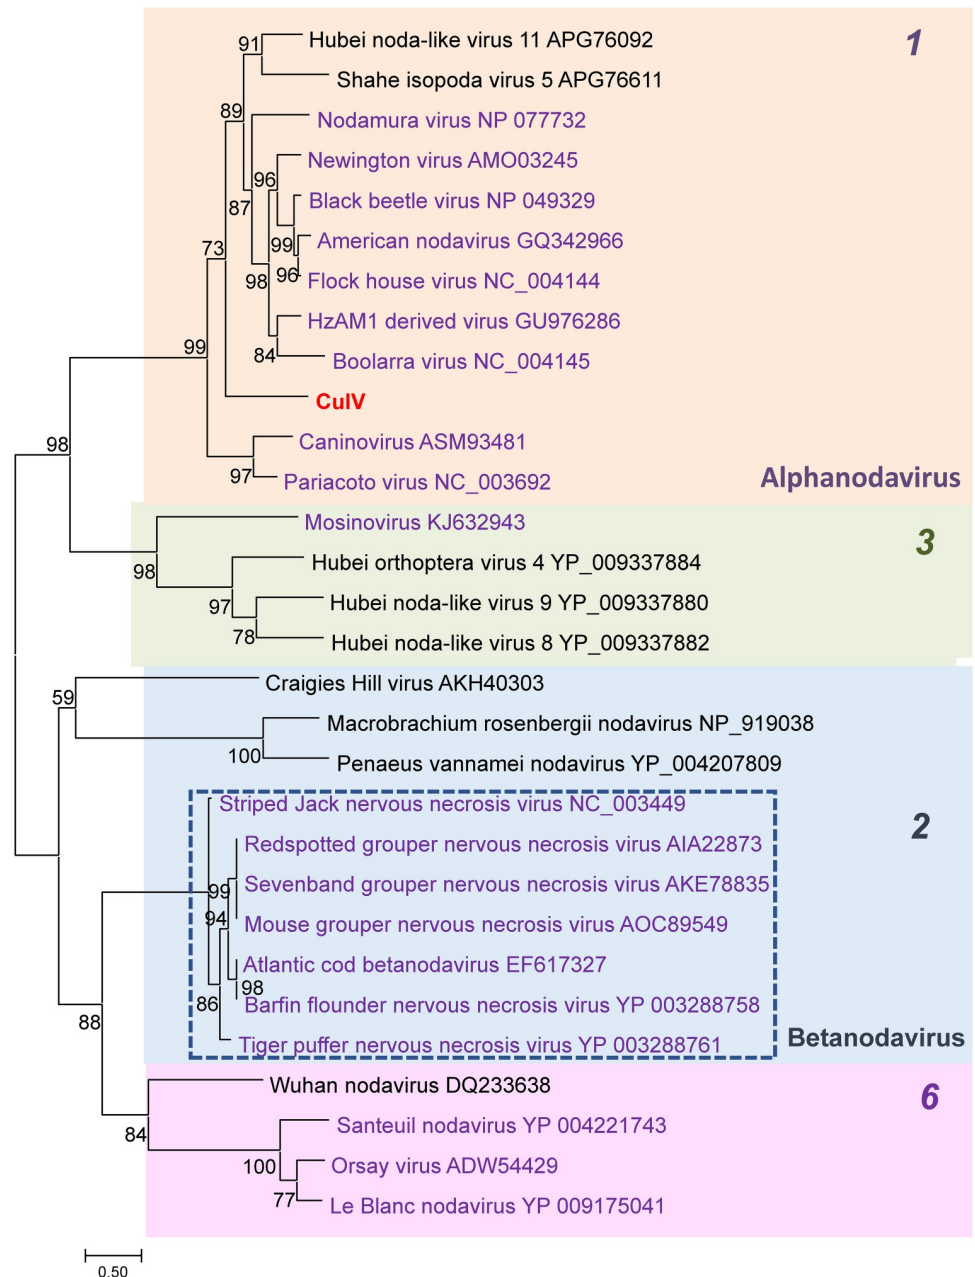 91
Hubei noda-like virus 11 APG76092
1
Shahe isopoda virus 5 APG76611
89
Nodamura virus NP 077732
Newington virus AMO03245
96
Black beetle virus NP 049329
87
American nodavirus GQ342966
99
73
Flock house virus NC_004144
96
98
HzAM1 derived virus GU976286
84
Boolarra virus NC_004145
99
CuIV
Caninovirus ASM93481
98
97
Pariacoto virus NC_003692
Alphanodavirus
Mosinovirus KJ632943
3
Hubei orthoptera virus 4 YP_009337884
98
Hubei noda-like virus 9 YP_009337880
97
Hubei noda-like virus 8 YP_009337882
78
Craigies Hill virus AKH40303
59
Macrobrachium rosenbergii nodavirus NP_919038
100
Penaeus vannamei nodavirus YP_004207809
Striped Jack nervous necrosis virus NC_003449
2
Redspotted grouper nervous necrosis virus AIA22873
Sevenband grouper nervous necrosis virus AKE78835
99
Mouse grouper nervous necrosis virus AOC89549
94
Atlantic cod betanodavirus EF617327
98
Barfin flounder nervous necrosis virus YP 003288758
86
88
Tiger puffer nervous necrosis virus YP 003288761
Betanodavirus
Wuhan nodavirus DQ233638
6
Santeuil nodavirus YP 004221743
84
Orsay virus ADW54429
100
Le Blanc nodavirus YP 009175041
77
0.50